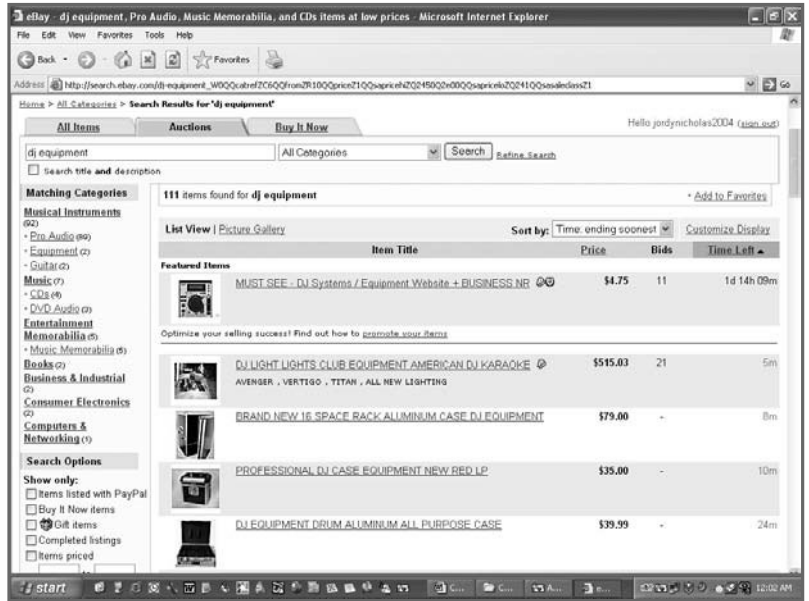 eBay - dj equipment, Pro Audio, Music Memorabilia, and CDs items at low prices - Microsoft Internet Explorer
File Edit View Favorites Tools Help
Back Favorites
Address http://search.ebay.com/dj-equipment_W0QQcatrefZC6QQfromZR10QQpriceZ1QQsapricehiZQ2450Q2e00QQsapriceloZQ241QQsasaleclassZ1 Go
Home > All Categories > Search Results for 'dj equipment'
All Items Auctions Buy It Now Hello jordynicholas2004 (sign out)
dj equipment All Categories Search Refine Search
Search title and description
Matching Categories
Musical Instruments
(92)
· Pro Audio (89)
· Equipment (2)
· Guitar (2)
Music (7)
· CDs (4)
· DVD Audio (2)
Entertainment
Memorabilia (5)
· Music Memorabilia (5)
Books (2)
Business & Industrial
(2)
Consumer Electronics
(2)
Computers &
Networking (1)
Search Options
Show only:
Items listed with PayPal
Buy It Now items
Gift items
Completed listings
Items priced
to
111 items found for dj equipment · Add to Favorites
List View | Picture Gallery Sort by: Time: ending soonest Customize Display
Item Title Price Bids Time Left
Featured Items
MUST SEE - DJ Systems / Equipment Website + BUSINESS NR $4.75 11 1d 14h 09m
Optimize your selling success! Find out how to promote your items
DJ LIGHT LIGHTS CLUB EQUIPMENT AMERICAN DJ KARAOKE $515.03 21 5m
AVENGER , VERTIGO , TITAN , ALL NEW LIGHTING
BRAND NEW 16 SPACE RACK ALUMINUM CASE DJ EQUIPMENT $79.00 - 8m
PROFESSIONAL DJ CASE EQUIPMENT NEW RED LP $35.00 - 10m
DJ EQUIPMENT DRUM ALUMINUM ALL PURPOSE CASE $39.99 - 24m
start C... C... A... 12:02 AM